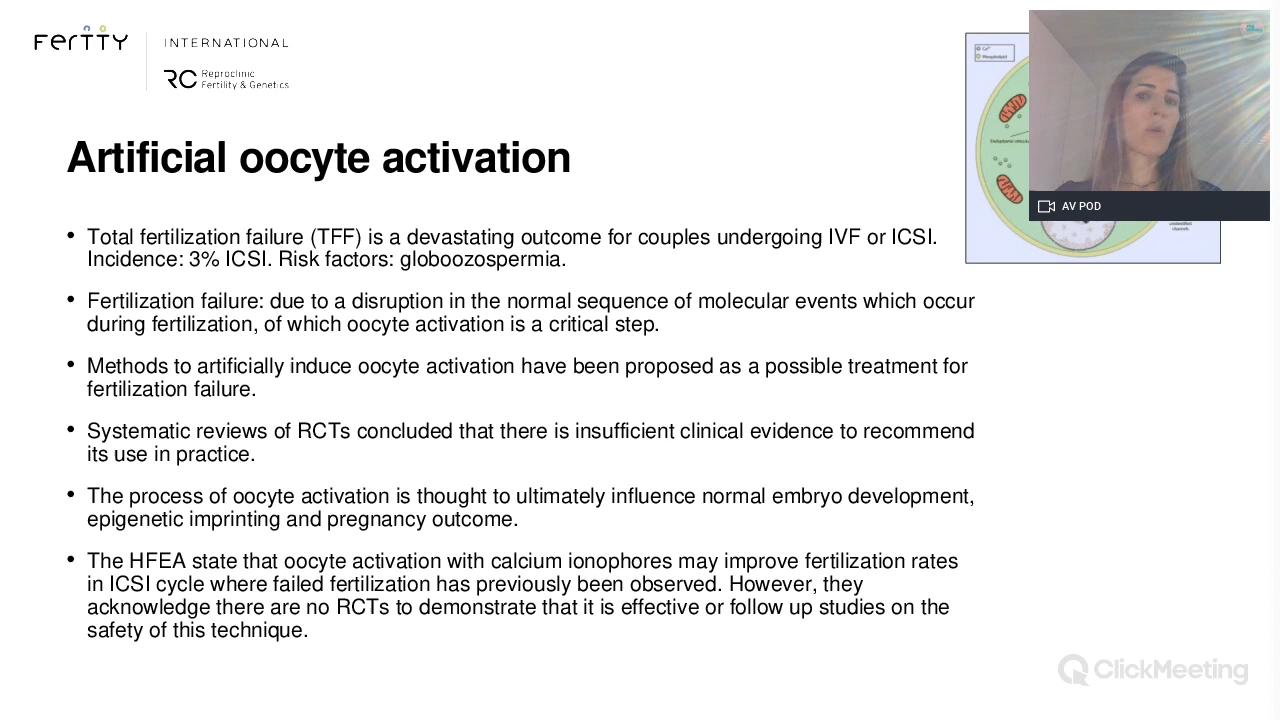 FERTTY
INTERNATIONAL
RC Reproclinic
Fertility & Genetics
Ca²⁺
Phospholipid
AV POD
Artificial oocyte activation
channels.
• Total fertilization failure (TFF) is a devastating outcome for couples undergoing IVF or ICSI.
Incidence: 3% ICSI. Risk factors: globoozospermia.
• Fertilization failure: due to a disruption in the normal sequence of molecular events which occur
during fertilization, of which oocyte activation is a critical step.
• Methods to artificially induce oocyte activation have been proposed as a possible treatment for
fertilization failure.
• Systematic reviews of RCTs concluded that there is insufficient clinical evidence to recommend
its use in practice.
• The process of oocyte activation is thought to ultimately influence normal embryo development,
epigenetic imprinting and pregnancy outcome.
• The HFEA state that oocyte activation with calcium ionophores may improve fertilization rates
in ICSI cycle where failed fertilization has previously been observed. However, they
acknowledge there are no RCTs to demonstrate that it is effective or follow up studies on the
safety of this technique.
ClickMeeting